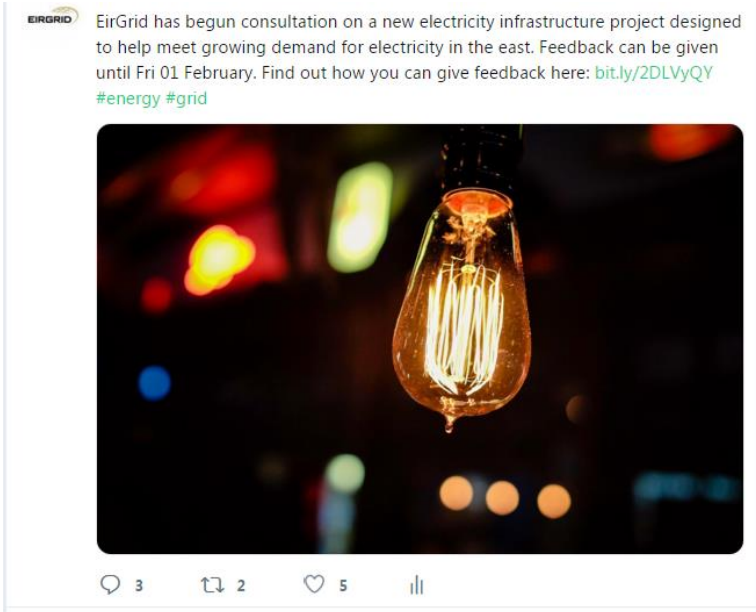 EIRGRID
EirGrid has begun consultation on a new electricity infrastructure project designed
to help meet growing demand for electricity in the east. Feedback can be given
until Fri 01 February. Find out how you can give feedback here: bit.ly/2DLVyQY
#energy #grid
3 2 5